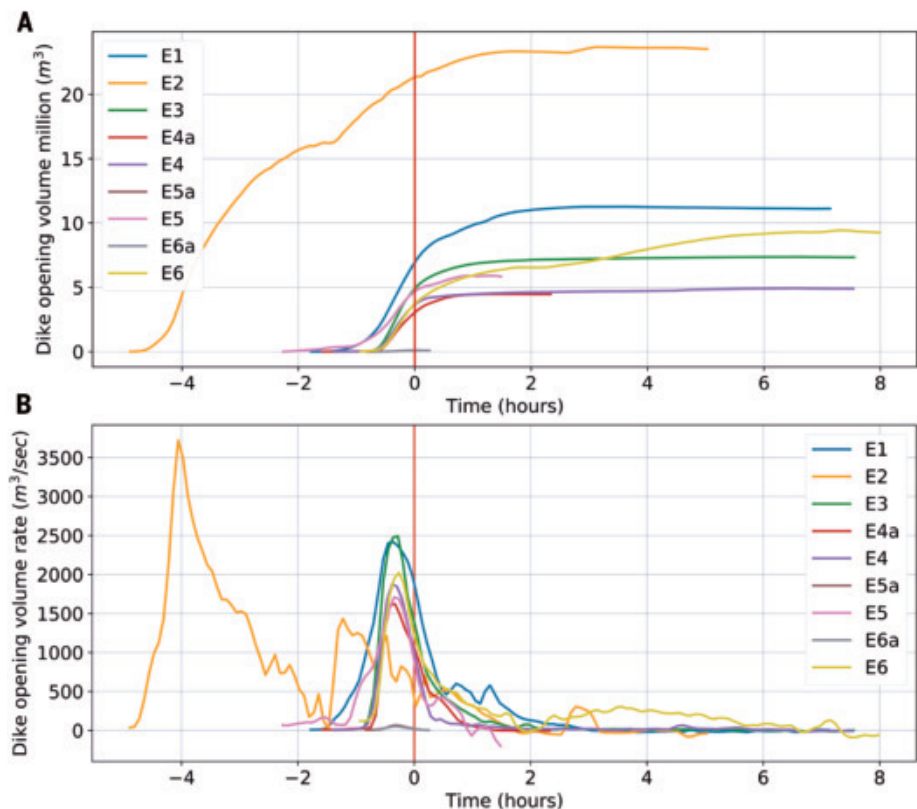 A
Dike opening volume million (m³)
20
15
10
5
0
E1
E2
E3
E4a
E4
E5a
E5
E6a
E6
−4
−2
0
2
4
6
8
Time (hours)
B
Dike opening volume rate (m³/sec)
3500
3000
2500
2000
1500
1000
500
0
E1
E2
E3
E4a
E4
E5a
E5
E6a
E6
−4
−2
0
2
4
6
8
Time (hours)